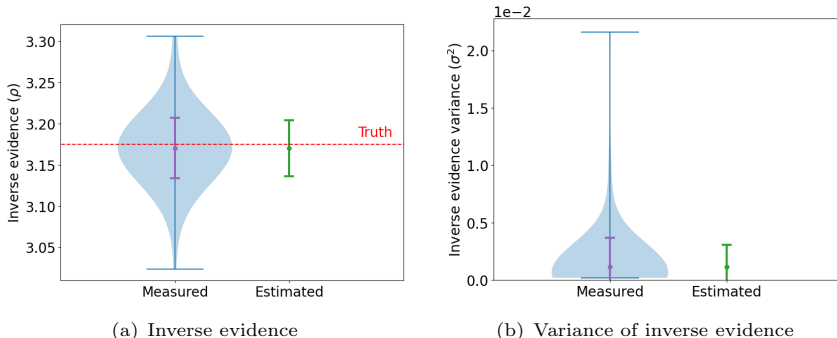 Inverse evidence (ρ)
3.30
3.25
3.20
3.15
3.10
3.05
Truth
Measured Estimated
(a) Inverse evidence
1e−2
Inverse evidence variance (σ²)
2.0
1.5
1.0
0.5
0.0
Measured Estimated
(b) Variance of inverse evidence